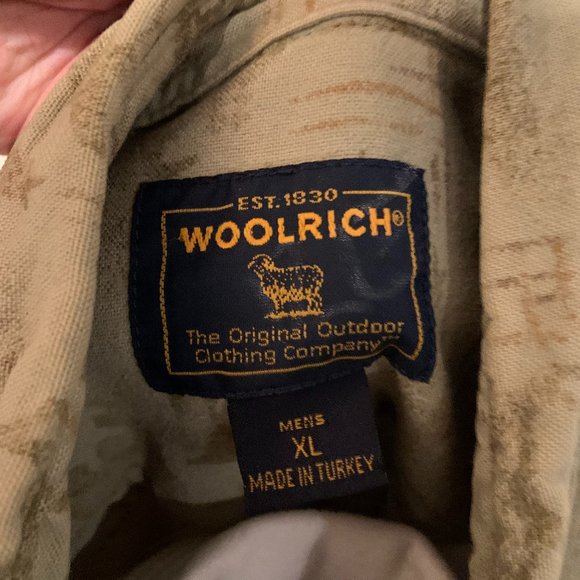 EST. 1830
WOOLRICH®
The Original Outdoor
Clothing Company™
MENS
XL
MADE IN TURKEY